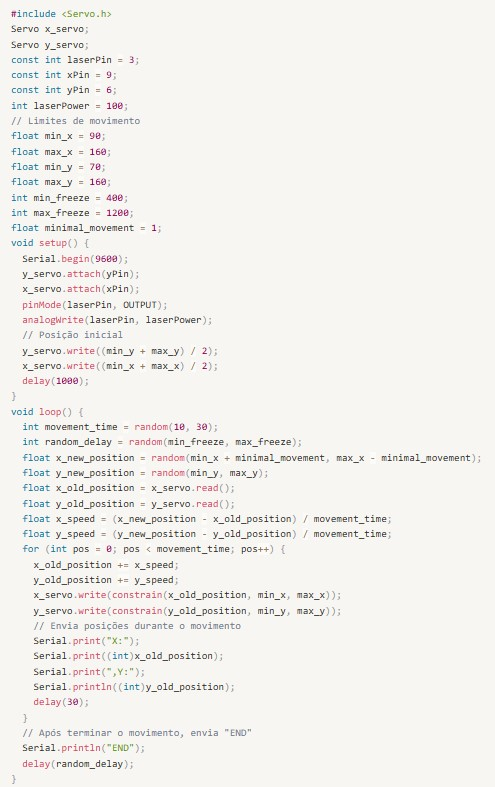 #include <Servo.h>
Servo x_servo;
Servo y_servo;
const int laserPin = 3;
const int xPin = 9;
const int yPin = 6;
int laserPower = 100;
// Limites de movimento
float min_x = 90;
float max_x = 160;
float min_y = 70;
float max_y = 160;
int min_freeze = 400;
int max_freeze = 1200;
float minimal_movement = 1;
void setup() {
  Serial.begin(9600);
  y_servo.attach(yPin);
  x_servo.attach(xPin);
  pinMode(laserPin, OUTPUT);
  analogWrite(laserPin, laserPower);
  // Posição inicial
  y_servo.write((min_y + max_y) / 2);
  x_servo.write((min_x + max_x) / 2);
  delay(1000);
}
void loop() {
  int movement_time = random(10, 30);
  int random_delay = random(min_freeze, max_freeze);
  float x_new_position = random(min_x + minimal_movement, max_x - minimal_movement);
  float y_new_position = random(min_y, max_y);
  float x_old_position = x_servo.read();
  float y_old_position = y_servo.read();
  float x_speed = (x_new_position - x_old_position) / movement_time;
  float y_speed = (y_new_position - y_old_position) / movement_time;
  for (int pos = 0; pos < movement_time; pos++) {
    x_old_position += x_speed;
    y_old_position += y_speed;
    x_servo.write(constrain(x_old_position, min_x, max_x));
    y_servo.write(constrain(y_old_position, min_y, max_y));
    // Envia posições durante o movimento
    Serial.print("X:");
    Serial.print((int)x_old_position);
    Serial.print(",Y:");
    Serial.println((int)y_old_position);
    delay(30);
  }
  // Após terminar o movimento, envia "END"
  Serial.println("END");
  delay(random_delay);
}